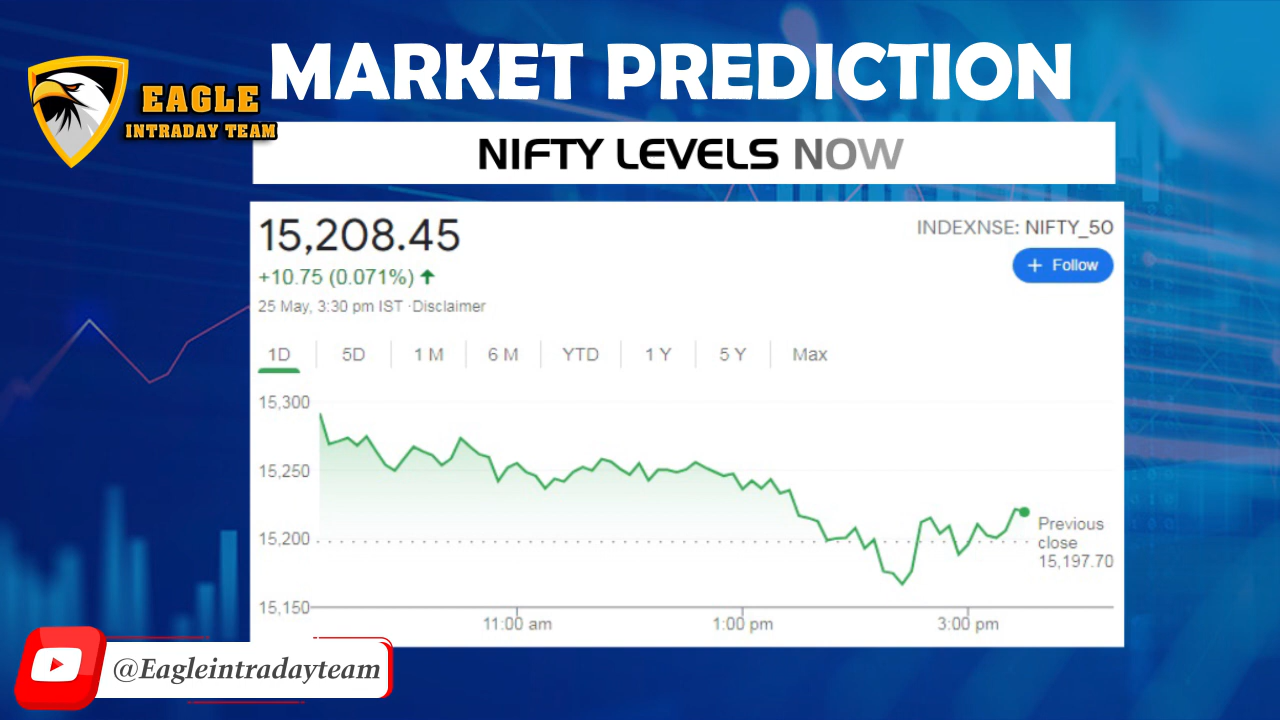 MARKET PREDICTION
EAGLE
INTRADAY TEAM
NIFTY LEVELS NOW
15,208.45
INDEXNSE: NIFTY_50
+10.75 (0.071%) ↑
+ Follow
25 May, 3:30 pm IST ·Disclaimer
1D 5D 1 M 6 M YTD 1 Y 5 Y Max
15,300
15,250
15,200
15,150
Previous
close
15,197.70
11:00 am 1:00 pm 3:00 pm
@Eagleintradayteam